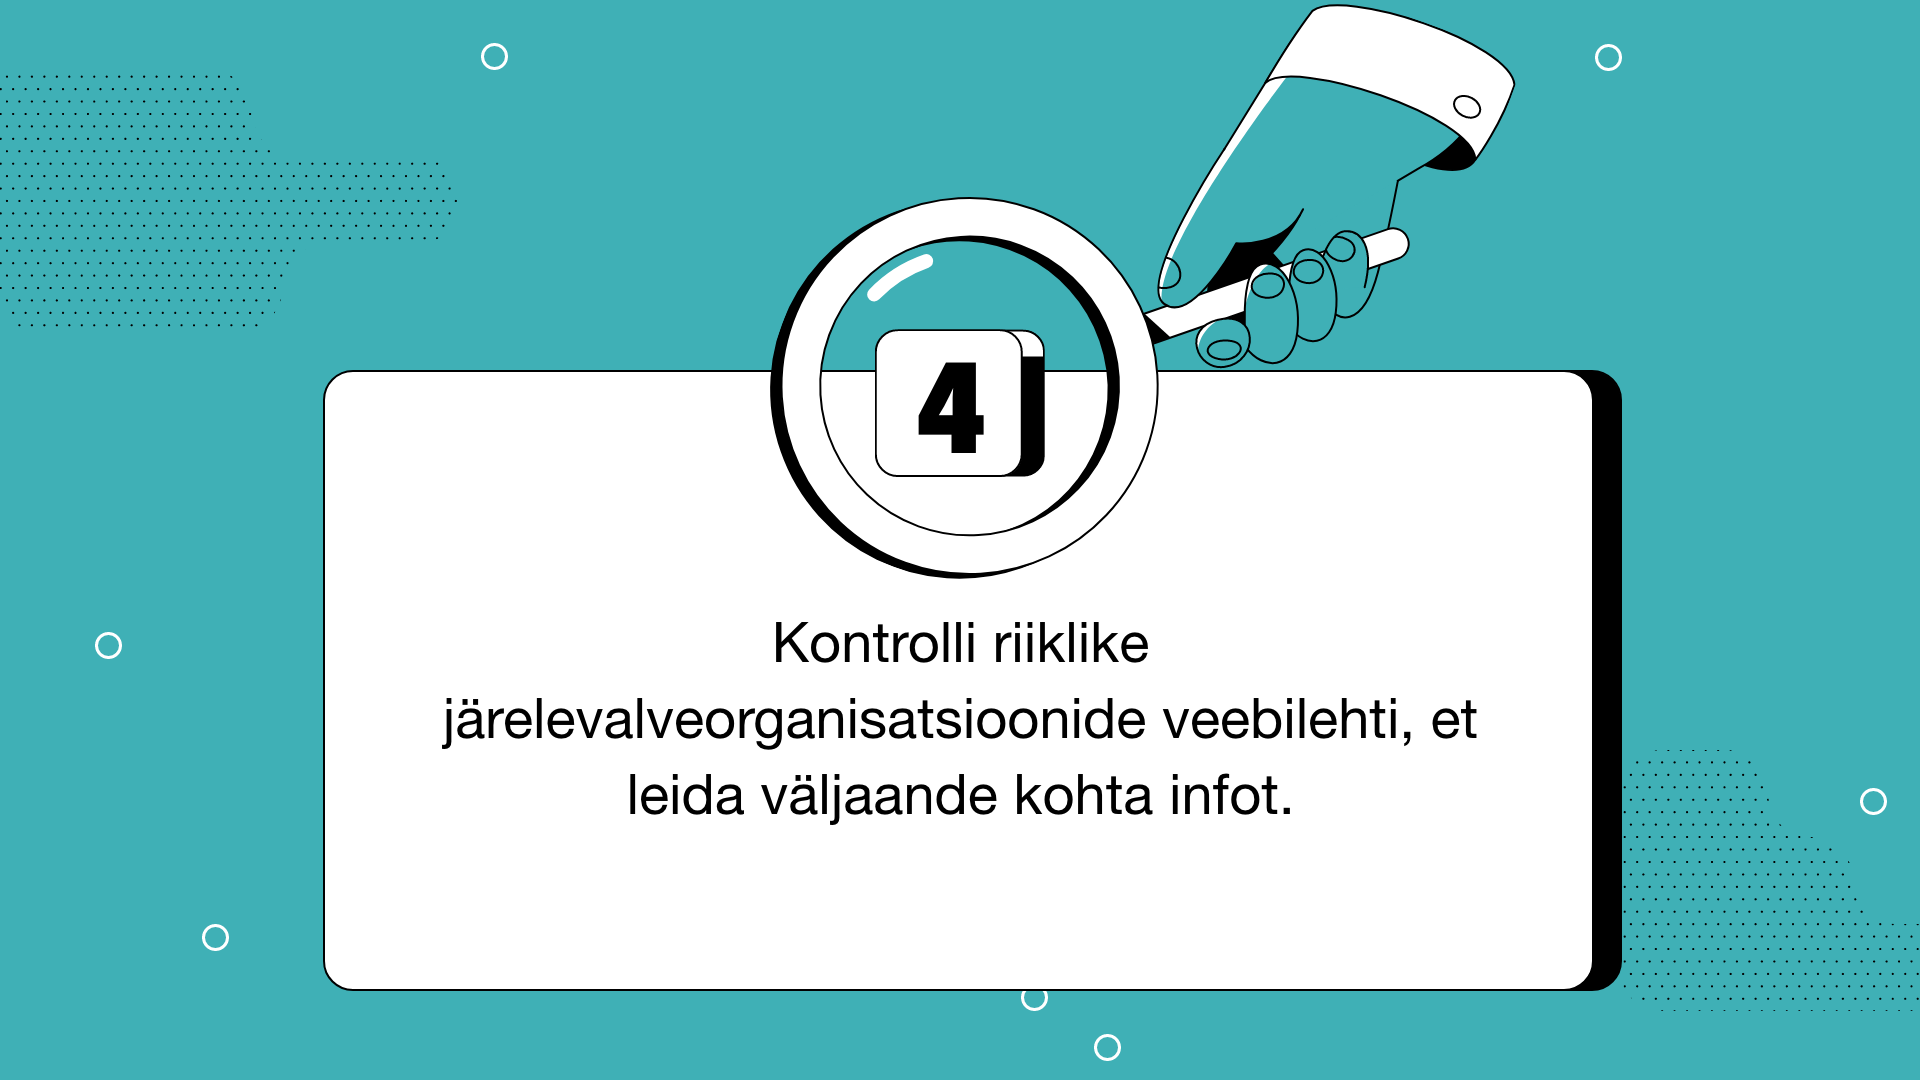 4
Kontrolli riiklike
järelevalveorganisatsioonide veebilehti, et
leida väljaande kohta infot.